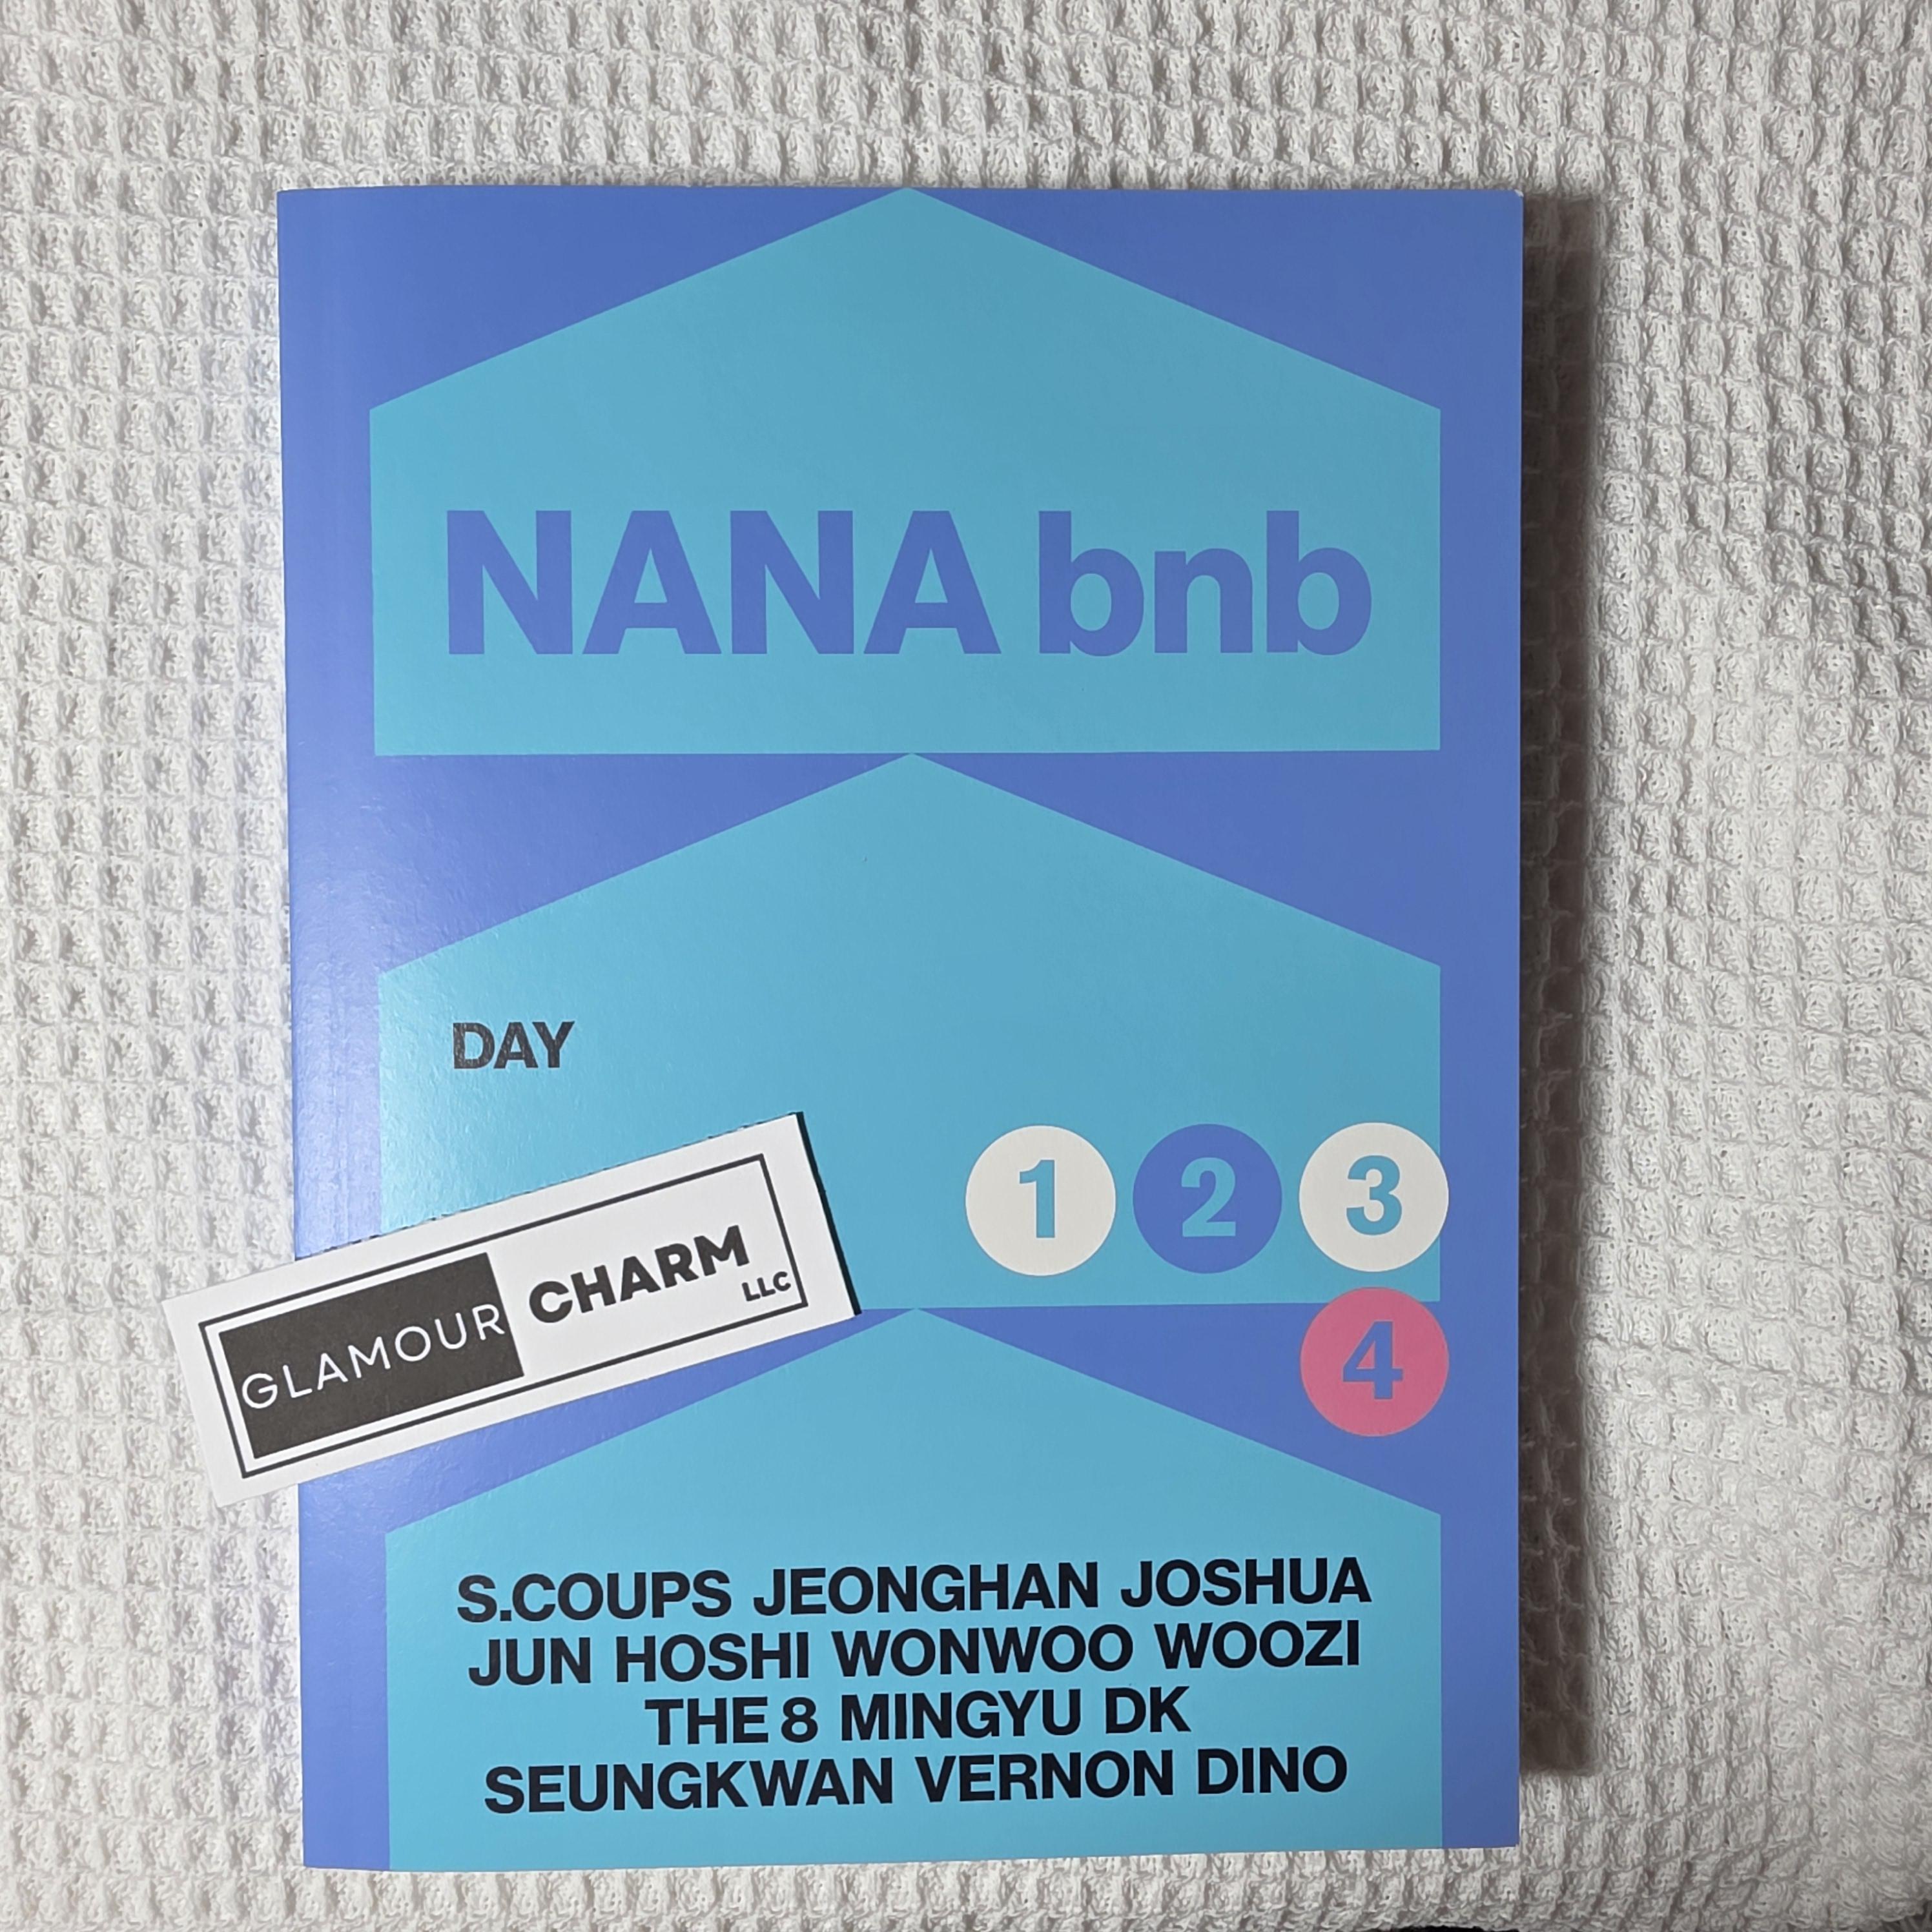 NANA bnb
DAY
1 2 3
4
GLAMOUR CHARM
LLC
S.COUPS JEONGHAN JOSHUA
JUN HOSHI WONWOO WOOZI
THE 8 MINGYU DK
SEUNGKWAN VERNON DINO